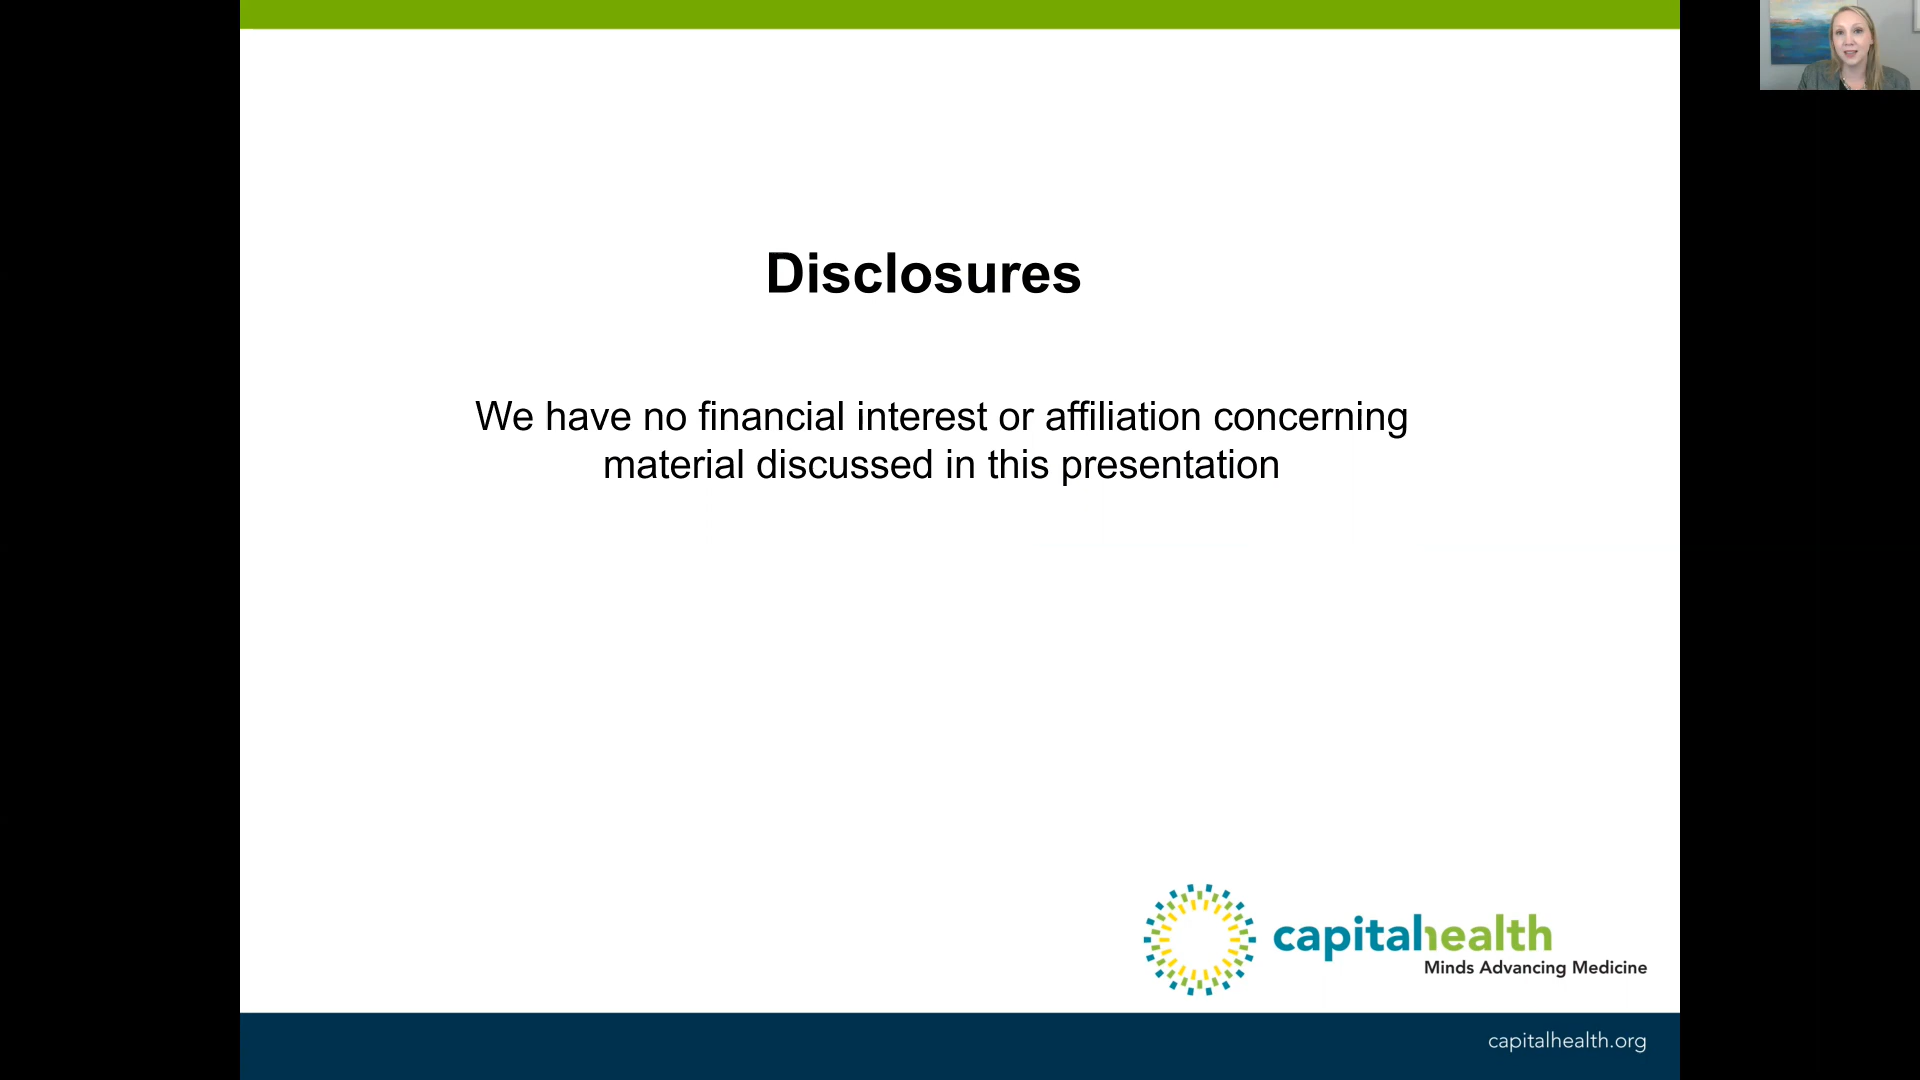 Disclosures
We have no financial interest or affiliation concerning
material discussed in this presentation
capitalhealth
Minds Advancing Medicine
capitalhealth.org